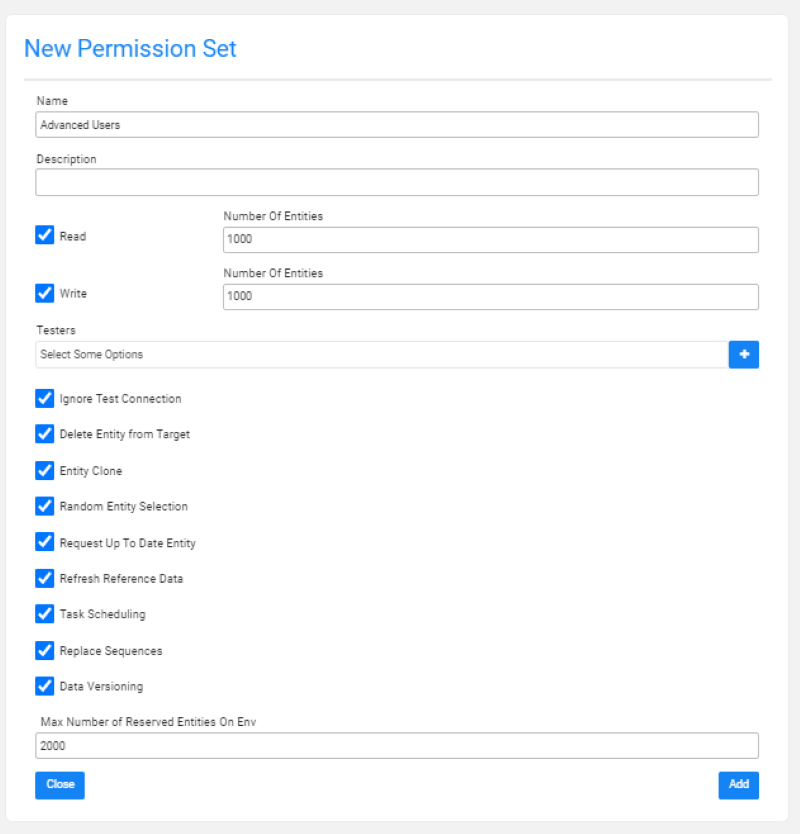 New Permission Set
Name
Advanced Users
Description
Number Of Entities
Read
1000
Number Of Entities
Write
1000
Testers
Select Some Options
Ignore Test Connection
Delete Entity from Target
Entity Clone
Random Entity Selection
Request Up To Date Entity
Refresh Reference Data
Task Scheduling
Replace Sequences
Data Versioning
Max Number of Reserved Entities On Env
2000
Close
Add